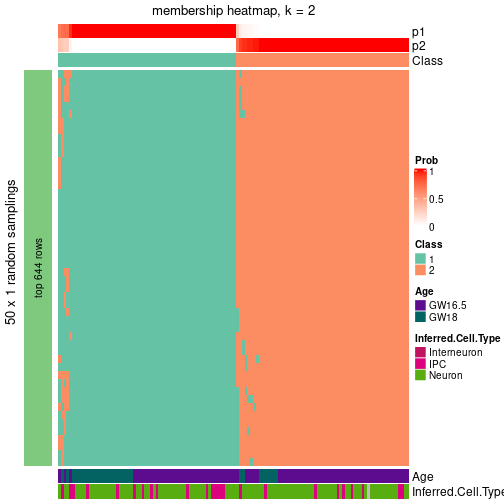 membership heatmap, k = 2
p1
p2
Class
50 x 1 random samplings
top 644 rows
Prob
1
0.5
0
Class
1
2
Age
GW16.5
GW18
Inferred.Cell.Type
Interneuron
IPC
Neuron
Age
Inferred.Cell.Type